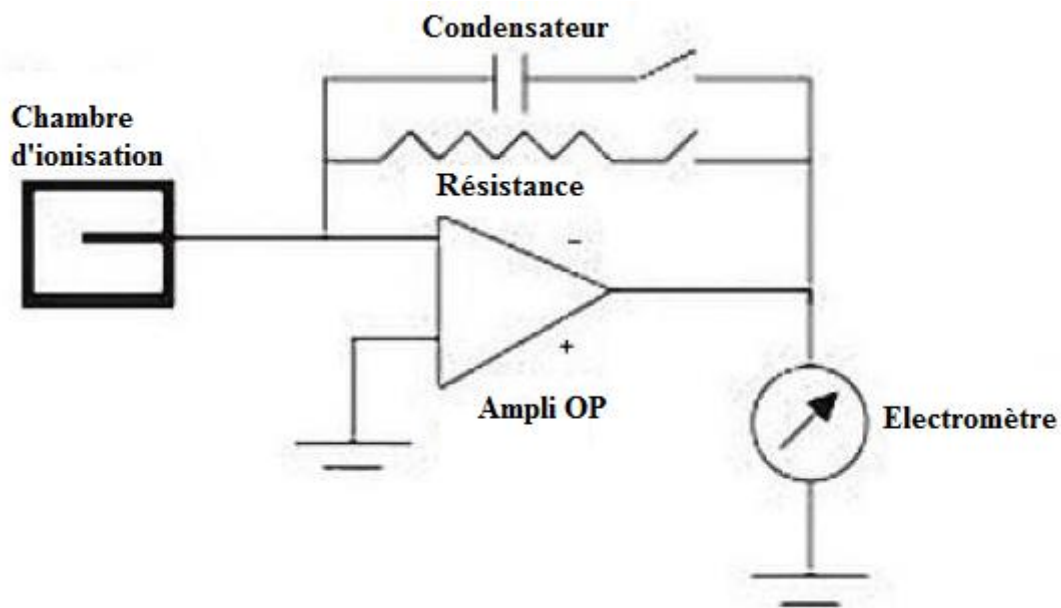 Condensateur
Chambre
d'ionisation
Résistance
−
+
Ampli OP
Electromètre